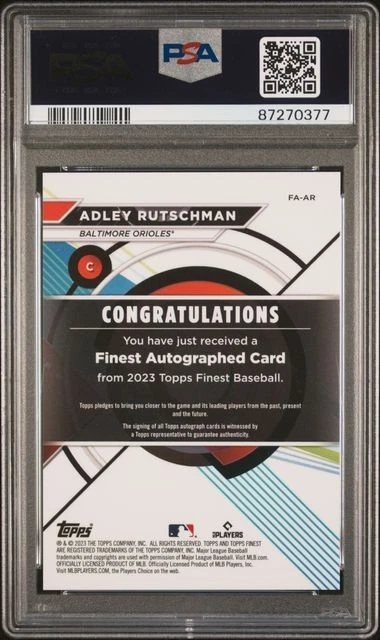 PSA
87270377
FA-AR
ADLEY RUTSCHMAN
BALTIMORE ORIOLES®
C
CONGRATULATIONS
You have just received a
Finest Autographed Card
from 2023 Topps Finest Baseball.
Topps pledges to bring you closer to the game and its leading players from the past, present
and the future.
The signing of all Topps autograph cards is witnessed by
a Topps representative to guarantee authenticity.
Topps
MLB PLAYERS
® & © 2023 THE TOPPS COMPANY, INC. ALL RIGHTS RESERVED. TOPPS AND TOPPS FINEST
ARE REGISTERED TRADEMARKS OF THE TOPPS COMPANY, INC. Major League Baseball
trademarks and copyrights are used with permission of Major League Baseball. Visit MLB.com.
OFFICIALLY LICENSED PRODUCT OF MLB Players, Inc.
Visit MLBPLAYERS.COM, the Players Choice on the web.